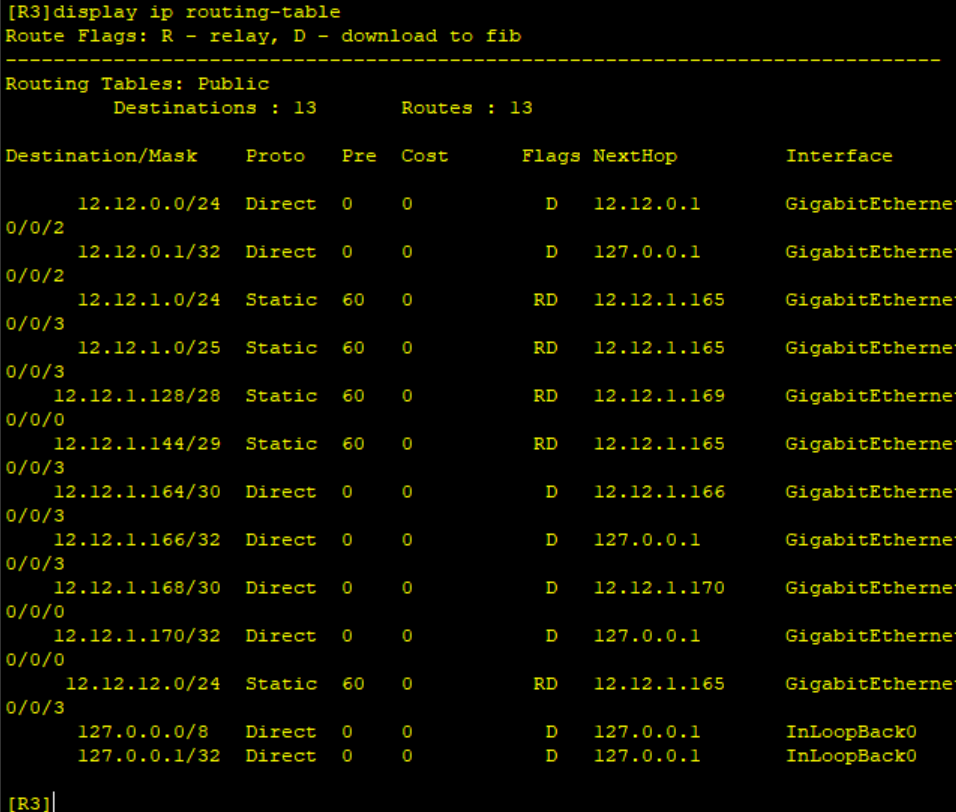 [R3]display ip routing-table
Route Flags: R - relay, D - download to fib
------------------------------------------------------------------------------
Routing Tables: Public
         Destinations : 13       Routes : 13

Destination/Mask    Proto   Pre  Cost      Flags NextHop         Interface

      12.12.0.0/24  Direct  0    0           D   12.12.0.1       GigabitEthernet
0/0/2
      12.12.0.1/32  Direct  0    0           D   127.0.0.1       GigabitEthernet
0/0/2
      12.12.1.0/24  Static  60   0          RD   12.12.1.165     GigabitEthernet
0/0/3
      12.12.1.0/25  Static  60   0          RD   12.12.1.165     GigabitEthernet
0/0/3
    12.12.1.128/28  Static  60   0          RD   12.12.1.169     GigabitEthernet
0/0/0
    12.12.1.144/29  Static  60   0          RD   12.12.1.165     GigabitEthernet
0/0/3
    12.12.1.164/30  Direct  0    0           D   12.12.1.166     GigabitEthernet
0/0/3
    12.12.1.166/32  Direct  0    0           D   127.0.0.1       GigabitEthernet
0/0/3
    12.12.1.168/30  Direct  0    0           D   12.12.1.170     GigabitEthernet
0/0/0
    12.12.1.170/32  Direct  0    0           D   127.0.0.1       GigabitEthernet
0/0/0
     12.12.12.0/24  Static  60   0          RD   12.12.1.165     GigabitEthernet
0/0/3
      127.0.0.0/8   Direct  0    0           D   127.0.0.1       InLoopBack0
      127.0.0.1/32  Direct  0    0           D   127.0.0.1       InLoopBack0

[R3]